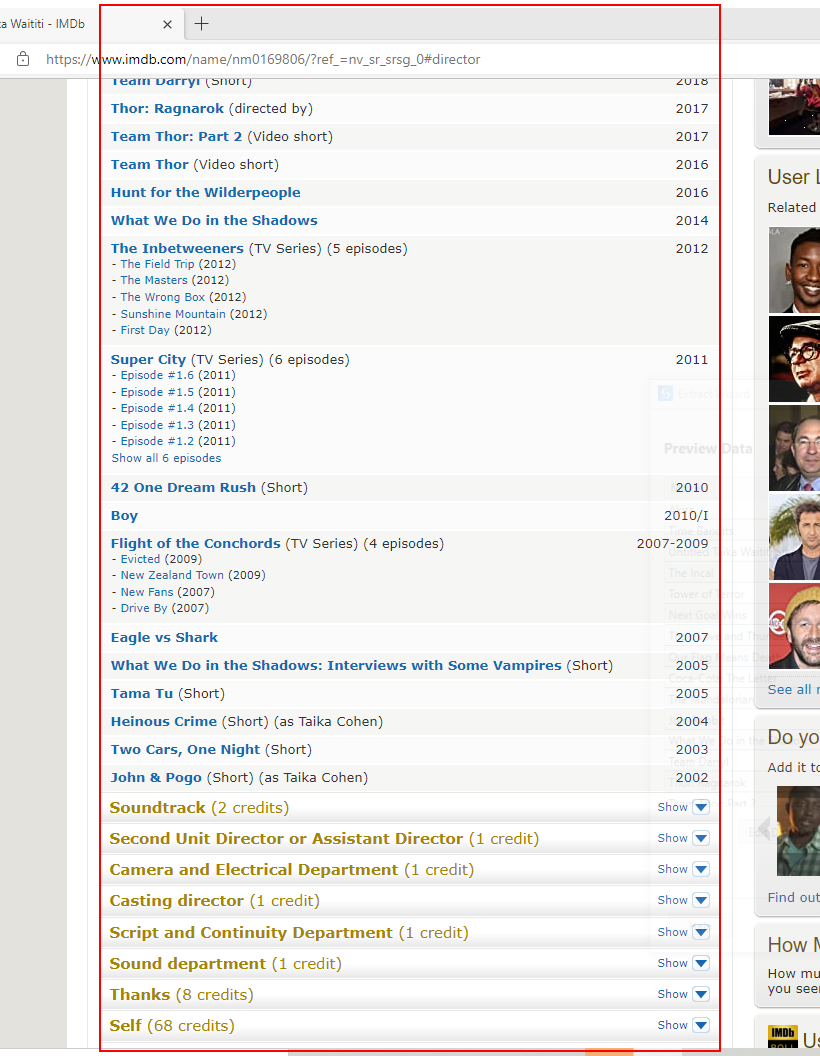 a Waititi - IMDb
https://www.imdb.com/name/nm0169806/?ref_=nv_sr_srsg_0#director
Team Darryl (Short) 2018
Thor: Ragnarok (directed by) 2017
Team Thor: Part 2 (Video short) 2017
Team Thor (Video short) 2016
Hunt for the Wilderpeople 2016
What We Do in the Shadows 2014
The Inbetweeners (TV Series) (5 episodes) 2012
- The Field Trip (2012)
- The Masters (2012)
- The Wrong Box (2012)
- Sunshine Mountain (2012)
- First Day (2012)
Super City (TV Series) (6 episodes) 2011
- Episode #1.6 (2011)
- Episode #1.5 (2011)
- Episode #1.4 (2011)
- Episode #1.3 (2011)
- Episode #1.2 (2011)
Show all 6 episodes
42 One Dream Rush (Short) 2010
Boy 2010/I
Flight of the Conchords (TV Series) (4 episodes) 2007-2009
- Evicted (2009)
- New Zealand Town (2009)
- New Fans (2007)
- Drive By (2007)
Eagle vs Shark 2007
What We Do in the Shadows: Interviews with Some Vampires (Short) 2005
Tama Tu (Short) 2005
Heinous Crime (Short) (as Taika Cohen) 2004
Two Cars, One Night (Short) 2003
John & Pogo (Short) (as Taika Cohen) 2002
Soundtrack (2 credits) Show
Second Unit Director or Assistant Director (1 credit) Show
Camera and Electrical Department (1 credit) Show
Casting director (1 credit) Show
Script and Continuity Department (1 credit) Show
Sound department (1 credit) Show
Thanks (8 credits) Show
Self (68 credits) Show
User L
Related
See all
Do yo
Add it to
Find out
How M
How mu
you see
IMDb
POLL
Us
Preview Data
The Incal
Tower of Terror
Next Goal Wins